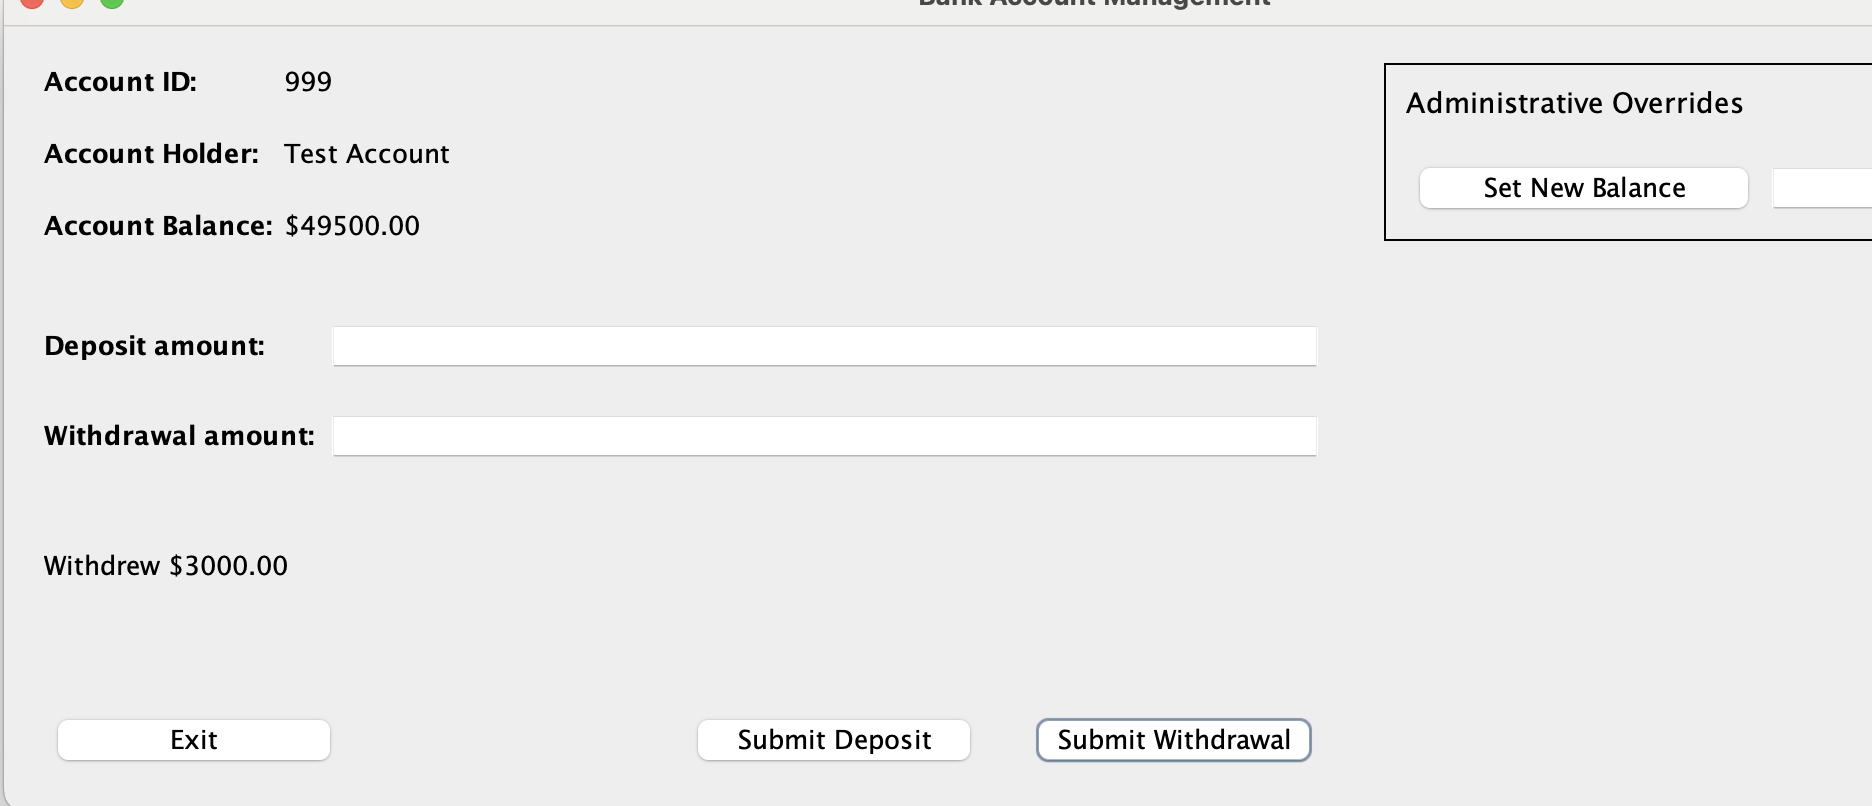 Bank Account Management
Account ID: 999
Account Holder: Test Account
Account Balance: $49500.00
Administrative Overrides
Set New Balance
Deposit amount:
Withdrawal amount:
Withdrew $3000.00
Exit
Submit Deposit
Submit Withdrawal